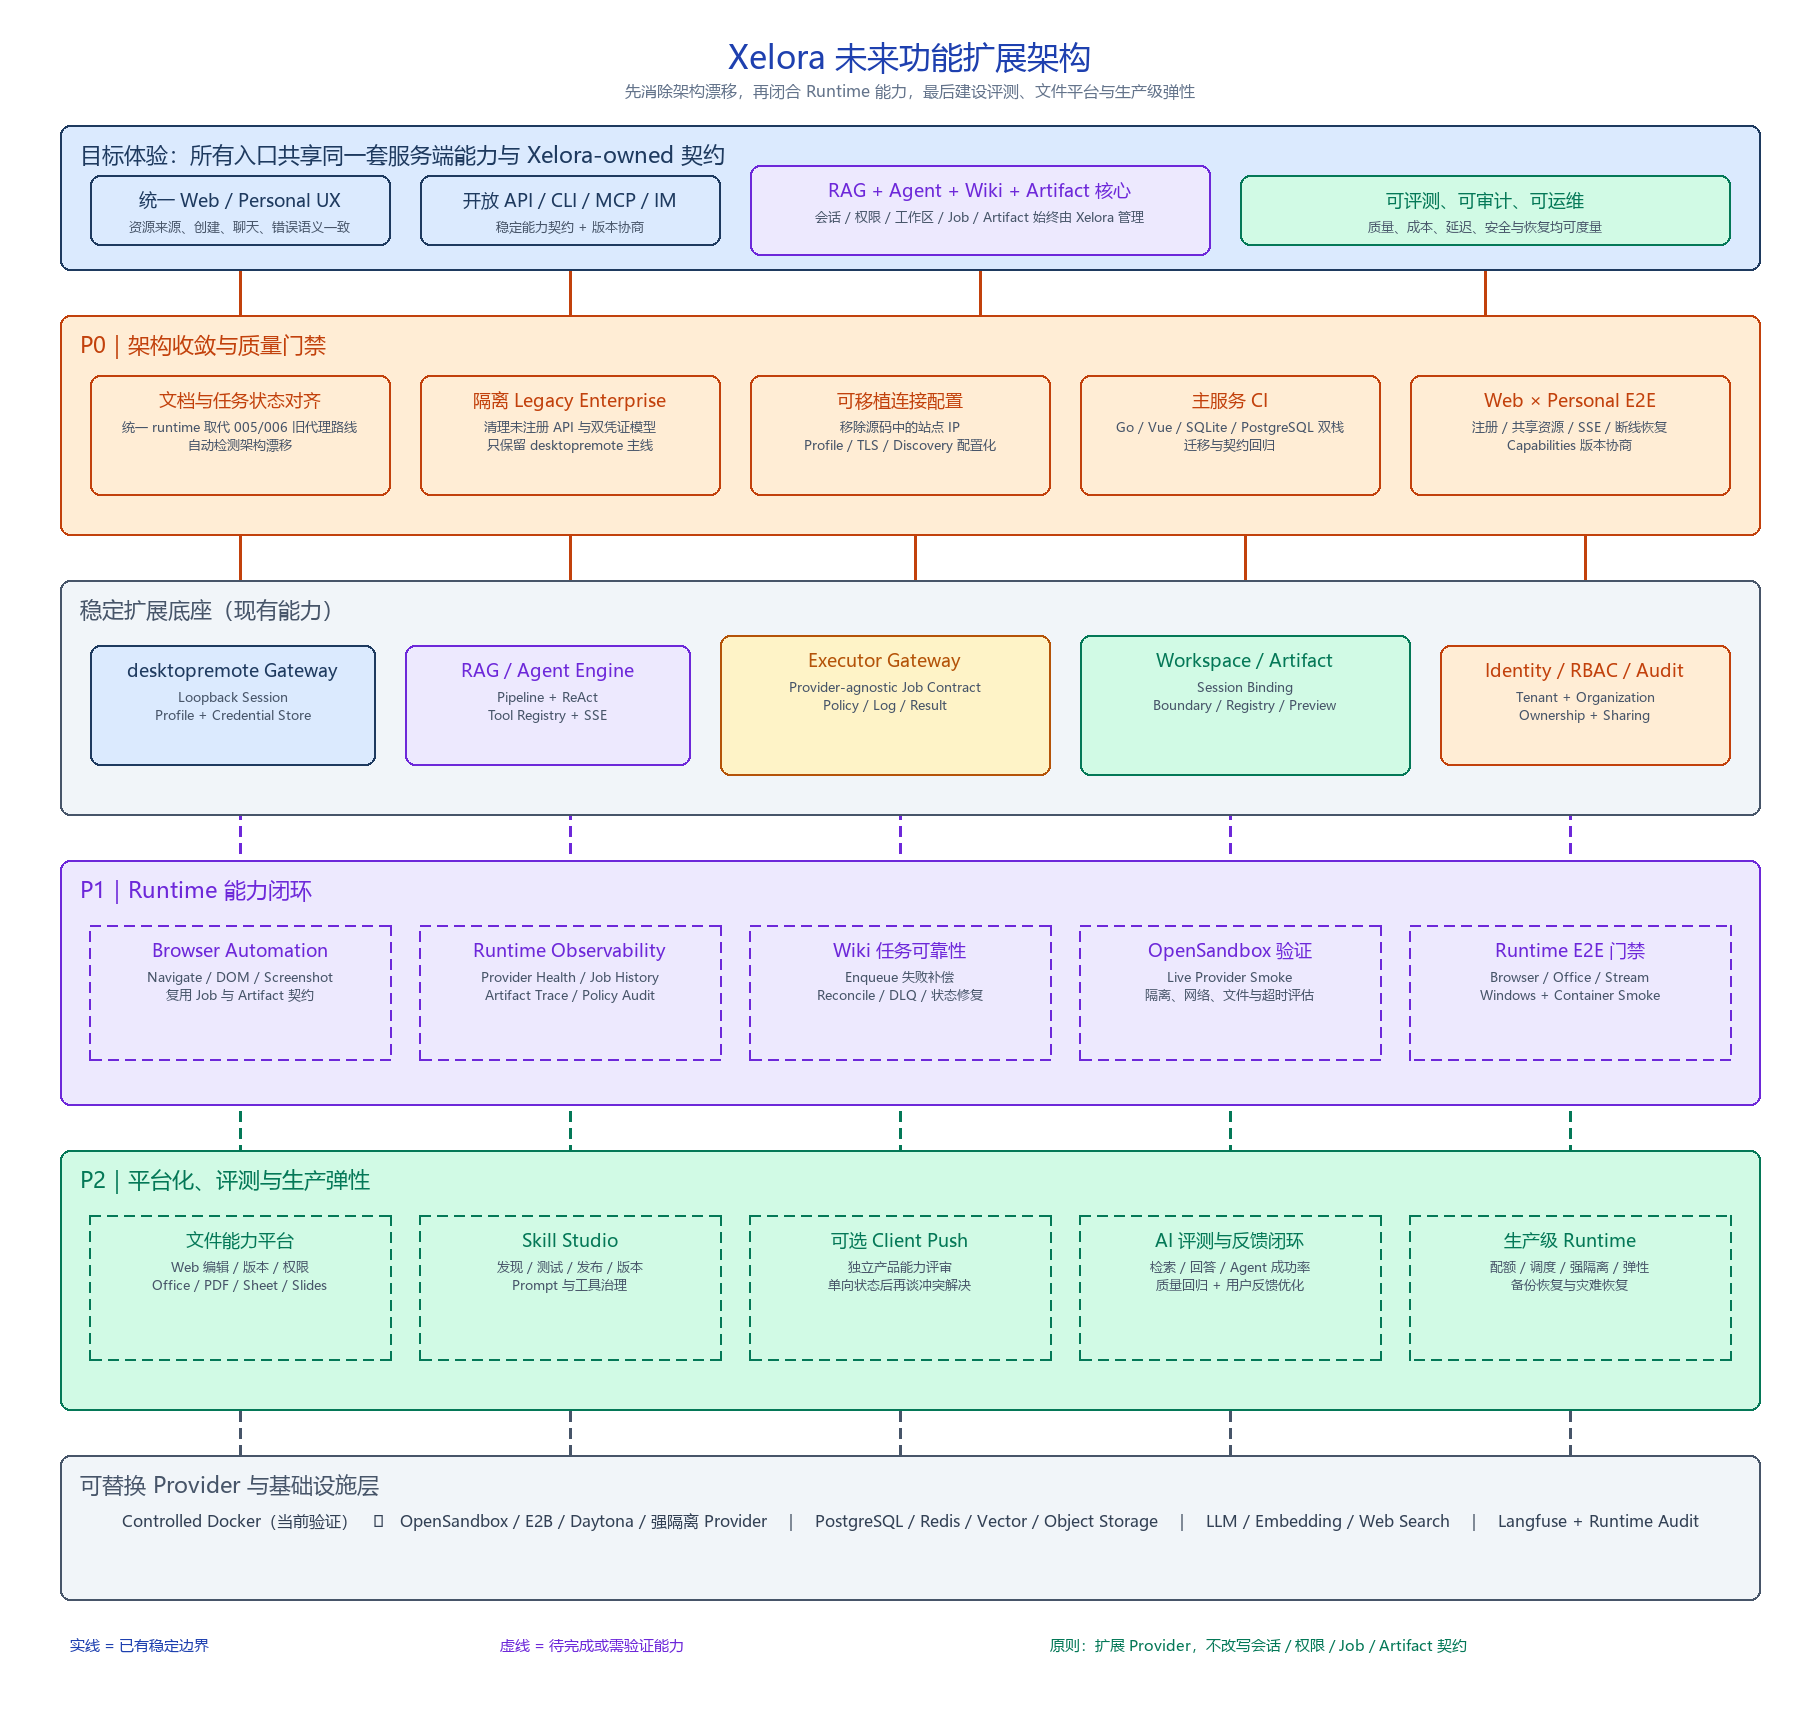 Xelora 未来功能扩展架构
先消除架构漂移，再闭合 Runtime 能力，最后建设评测、文件平台与生产级弹性
目标体验：所有入口共享同一套服务端能力与 Xelora-owned 契约
统一 Web / Personal UX
资源来源、创建、聊天、错误语义一致
开放 API / CLI / MCP / IM
稳定能力契约 + 版本协商
RAG + Agent + Wiki + Artifact 核心
会话 / 权限 / 工作区 / Job / Artifact 始终由 Xelora 管理
可评测、可审计、可运维
质量、成本、延迟、安全与恢复均可度量
P0｜架构收敛与质量门禁
文档与任务状态对齐
统一 runtime 取代 005/006 旧代理路线
自动检测架构漂移
隔离 Legacy Enterprise
清理未注册 API 与双凭证模型
只保留 desktopremote 主线
可移植连接配置
移除源码中的站点 IP
Profile / TLS / Discovery 配置化
主服务 CI
Go / Vue / SQLite / PostgreSQL 双栈
迁移与契约回归
Web × Personal E2E
注册 / 共享资源 / SSE / 断线恢复
Capabilities 版本协商
稳定扩展底座（现有能力）
desktopremote Gateway
Loopback Session
Profile + Credential Store
RAG / Agent Engine
Pipeline + ReAct
Tool Registry + SSE
Executor Gateway
Provider-agnostic Job Contract
Policy / Log / Result
Workspace / Artifact
Session Binding
Boundary / Registry / Preview
Identity / RBAC / Audit
Tenant + Organization
Ownership + Sharing
P1｜Runtime 能力闭环
Browser Automation
Navigate / DOM / Screenshot
复用 Job 与 Artifact 契约
Runtime Observability
Provider Health / Job History
Artifact Trace / Policy Audit
Wiki 任务可靠性
Enqueue 失败补偿
Reconcile / DLQ / 状态修复
OpenSandbox 验证
Live Provider Smoke
隔离、网络、文件与超时评估
Runtime E2E 门禁
Browser / Office / Stream
Windows + Container Smoke
P2｜平台化、评测与生产弹性
文件能力平台
Web 编辑 / 版本 / 权限
Office / PDF / Sheet / Slides
Skill Studio
发现 / 测试 / 发布 / 版本
Prompt 与工具治理
可选 Client Push
独立产品能力评审
单向状态后再谈冲突解决
AI 评测与反馈闭环
检索 / 回答 / Agent 成功率
质量回归 + 用户反馈优化
生产级 Runtime
配额 / 调度 / 强隔离 / 弹性
备份恢复与灾难恢复
可替换 Provider 与基础设施层
Controlled Docker（当前验证） OpenSandbox / E2B / Daytona / 强隔离 Provider | PostgreSQL / Redis / Vector / Object Storage | LLM / Embedding / Web Search | Langfuse + Runtime Audit
实线 = 已有稳定边界
虚线 = 待完成或需验证能力
原则：扩展 Provider，不改写会话 / 权限 / Job / Artifact 契约